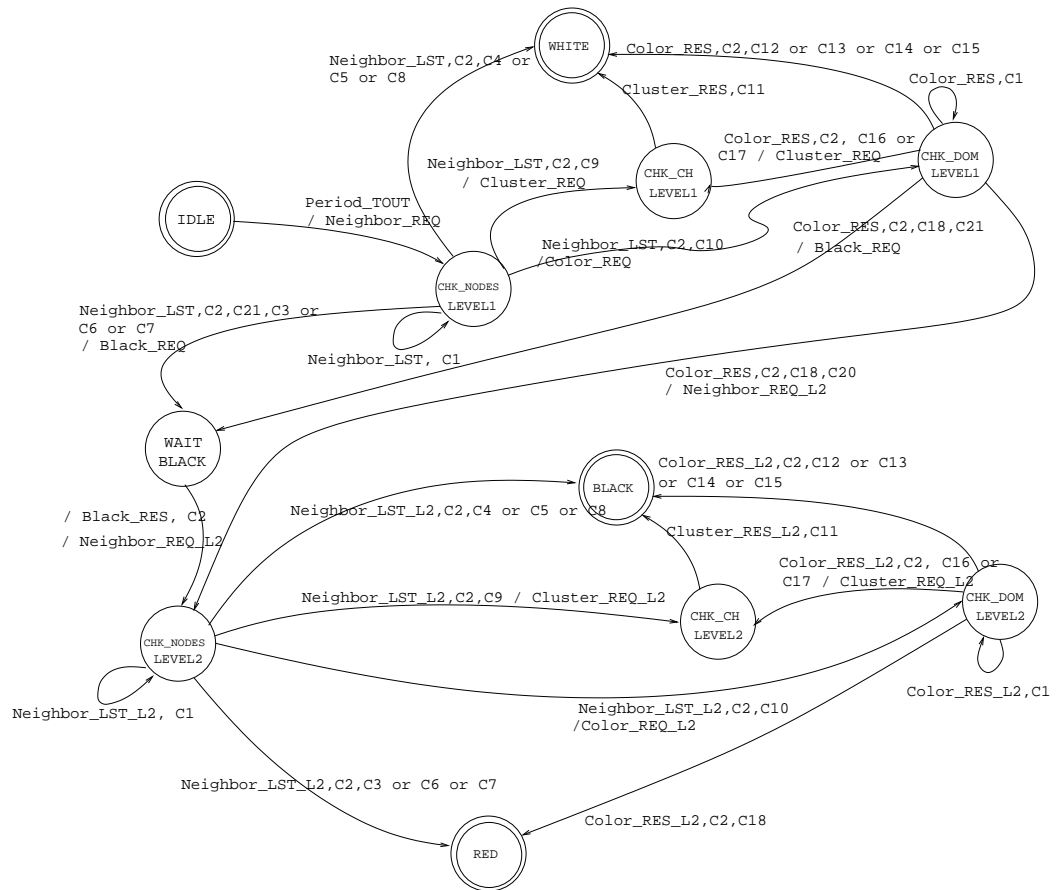 WHITE
Neighbor_LST,C2,C4 or
C5 or C8
Color_RES,C2,C12 or C13 or C14 or C15
Color_RES,C1
Cluster_RES,C11
Color_RES,C2, C16 or
C17 / Cluster_REQ
CHK_DOM
LEVEL1
Neighbor_LST,C2,C9
/ Cluster_REQ
CHK_CH
LEVEL1
IDLE
Period_TOUT
/ Neighbor_REQ
Color_RES,C2,C18,C21
/ Black_REQ
Neighbor_LST,C2,C10
/Color_REQ
CHK_NODES
LEVEL1
Neighbor_LST,C2,C21,C3 or
C6 or C7
/ Black_REQ
Neighbor_LST, C1
Color_RES,C2,C18,C20
/ Neighbor_REQ_L2
WAIT
BLACK
Color_RES_L2,C2,C12 or C13
or C14 or C15
BLACK
Neighbor_LST_L2,C2,C4 or C5 or C8
/ Black_RES, C2
/ Neighbor_REQ_L2
Cluster_RES_L2,C11
Color_RES_L2,C2, C16 or
C17 / Cluster_REQ_L2
CHK_DOM
LEVEL2
Neighbor_LST_L2,C2,C9 / Cluster_REQ_L2
CHK_CH
LEVEL2
CHK_NODES
LEVEL2
Color_RES_L2,C1
Neighbor_LST_L2, C1
Neighbor_LST_L2,C2,C10
/Color_REQ_L2
Neighbor_LST_L2,C2,C3 or C6 or C7
Color_RES_L2,C2,C18
RED